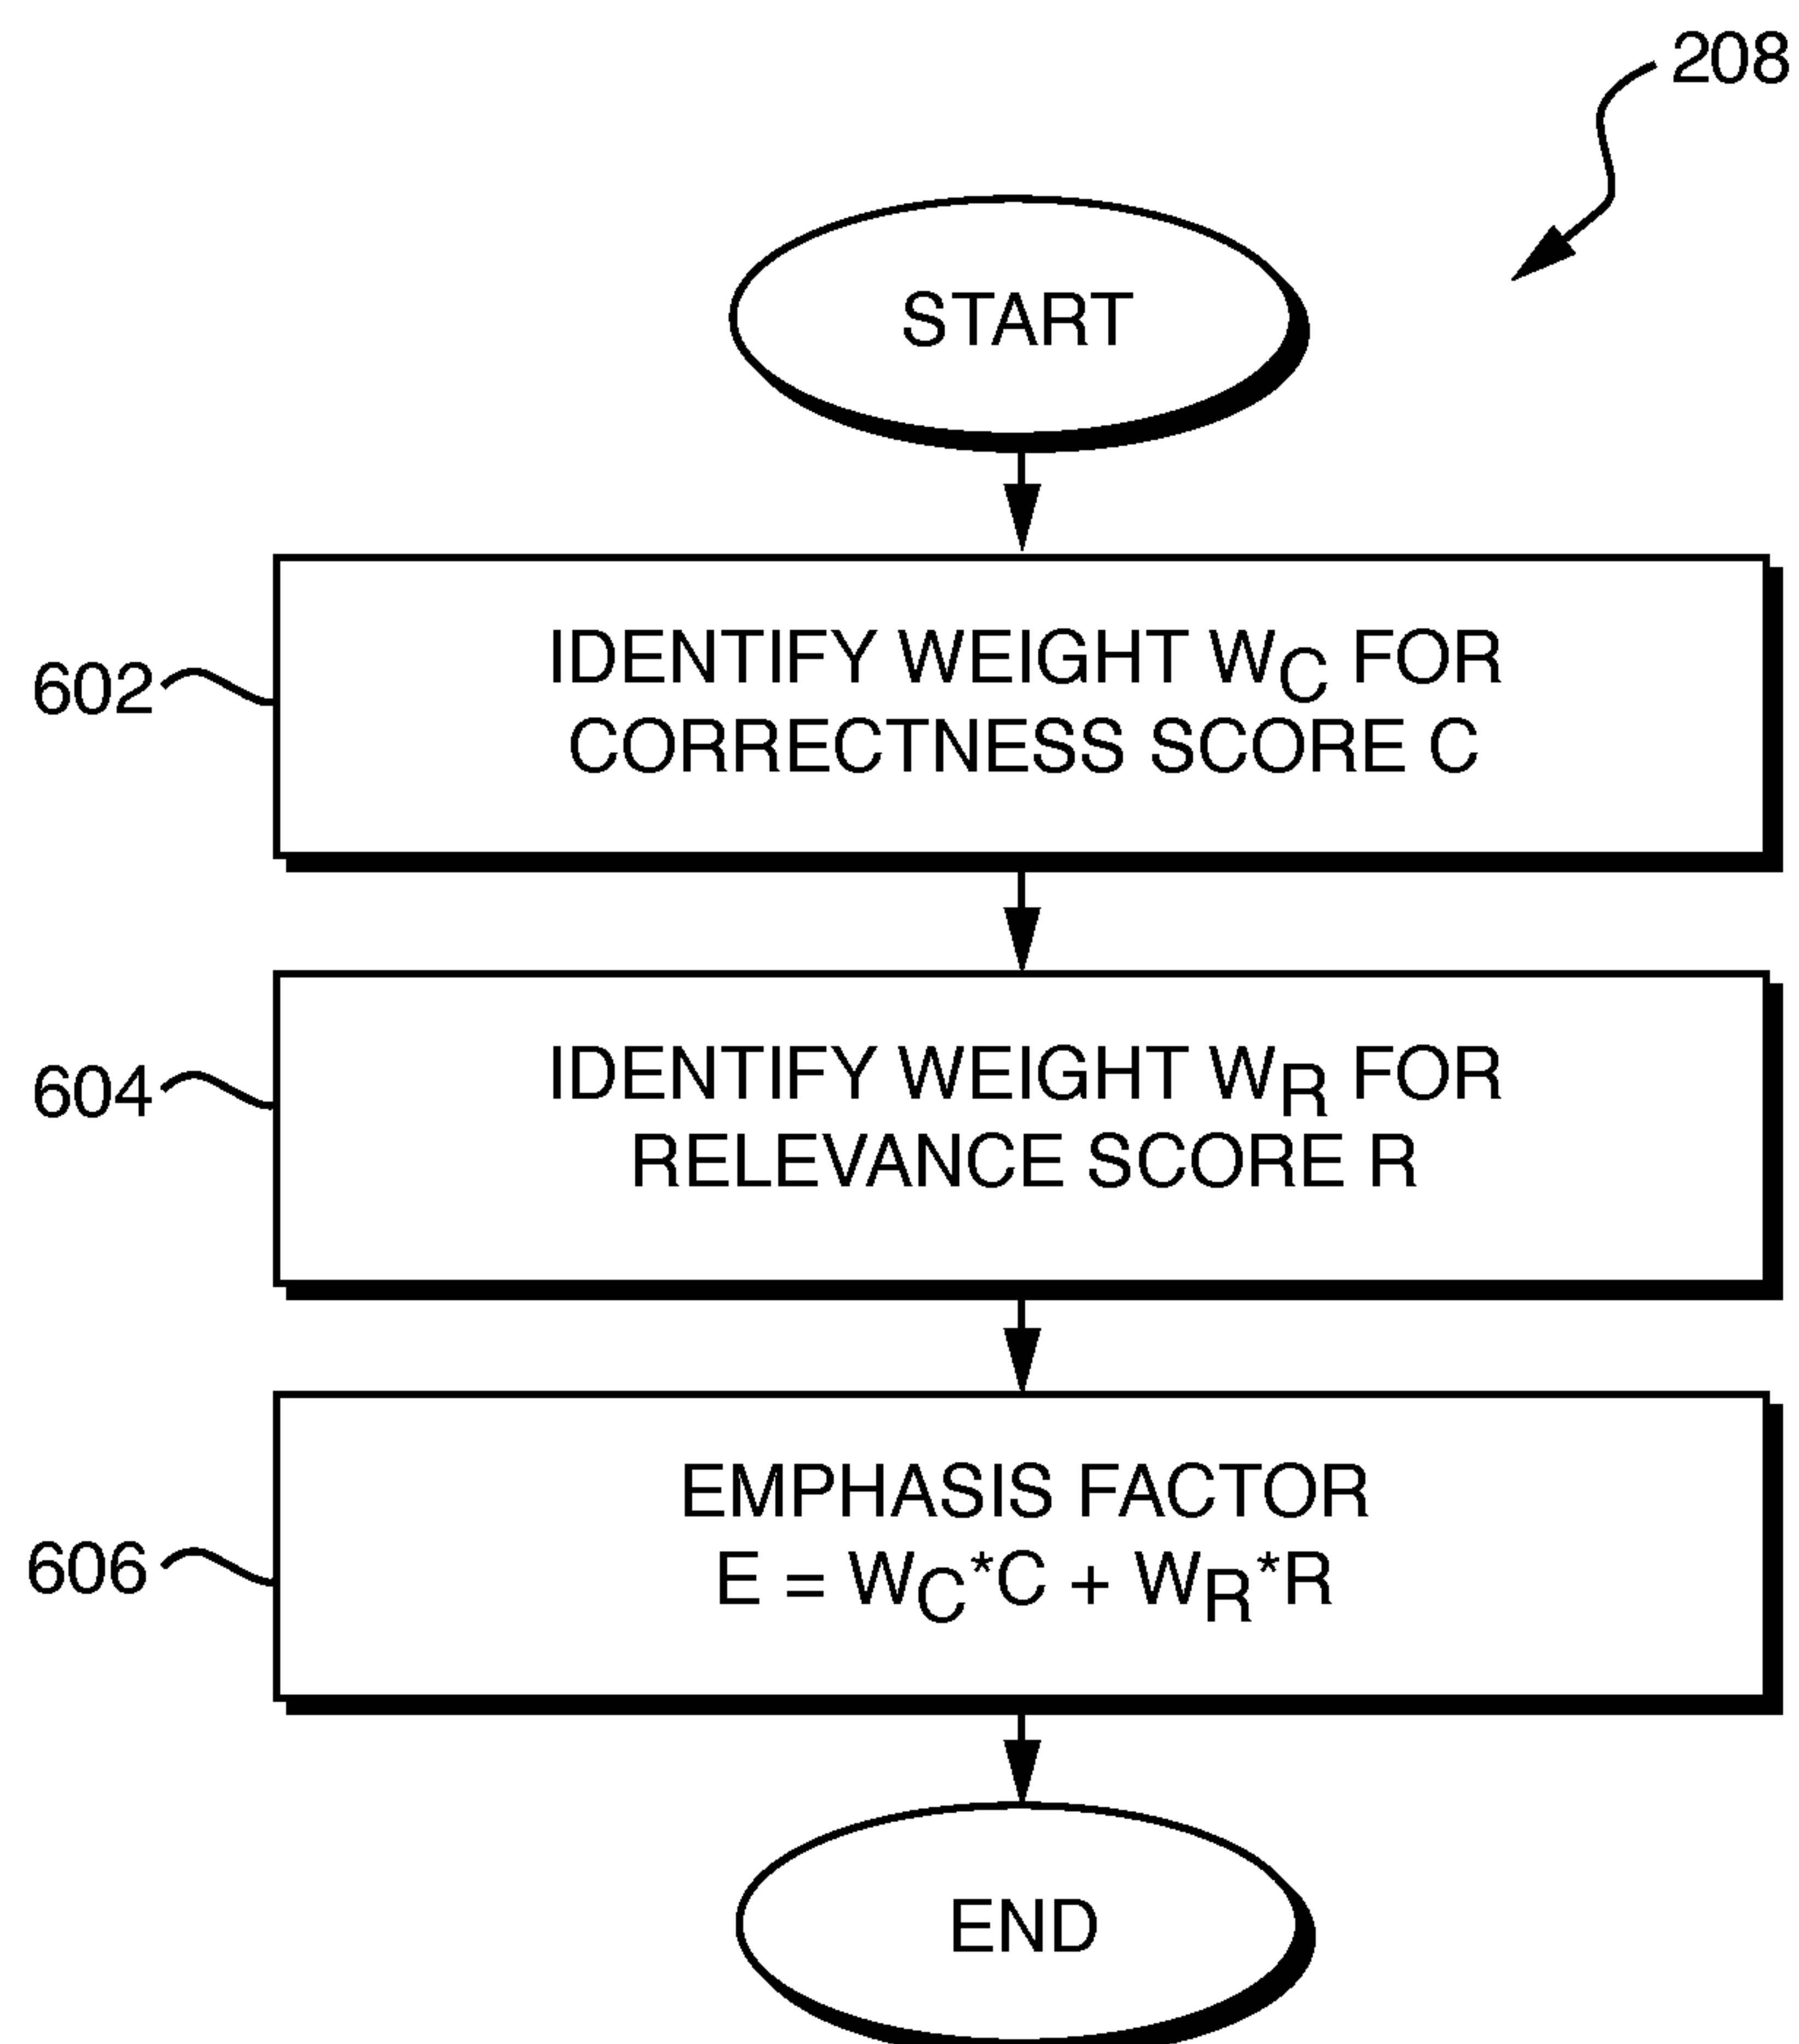 208
START
602
IDENTIFY WEIGHT WC FOR
CORRECTNESS SCORE C
604
IDENTIFY WEIGHT WR FOR
RELEVANCE SCORE R
606
EMPHASIS FACTOR
E = WC*C + WR*R
END